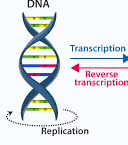 DNA
Transcription
Reverse
transcription
Replication